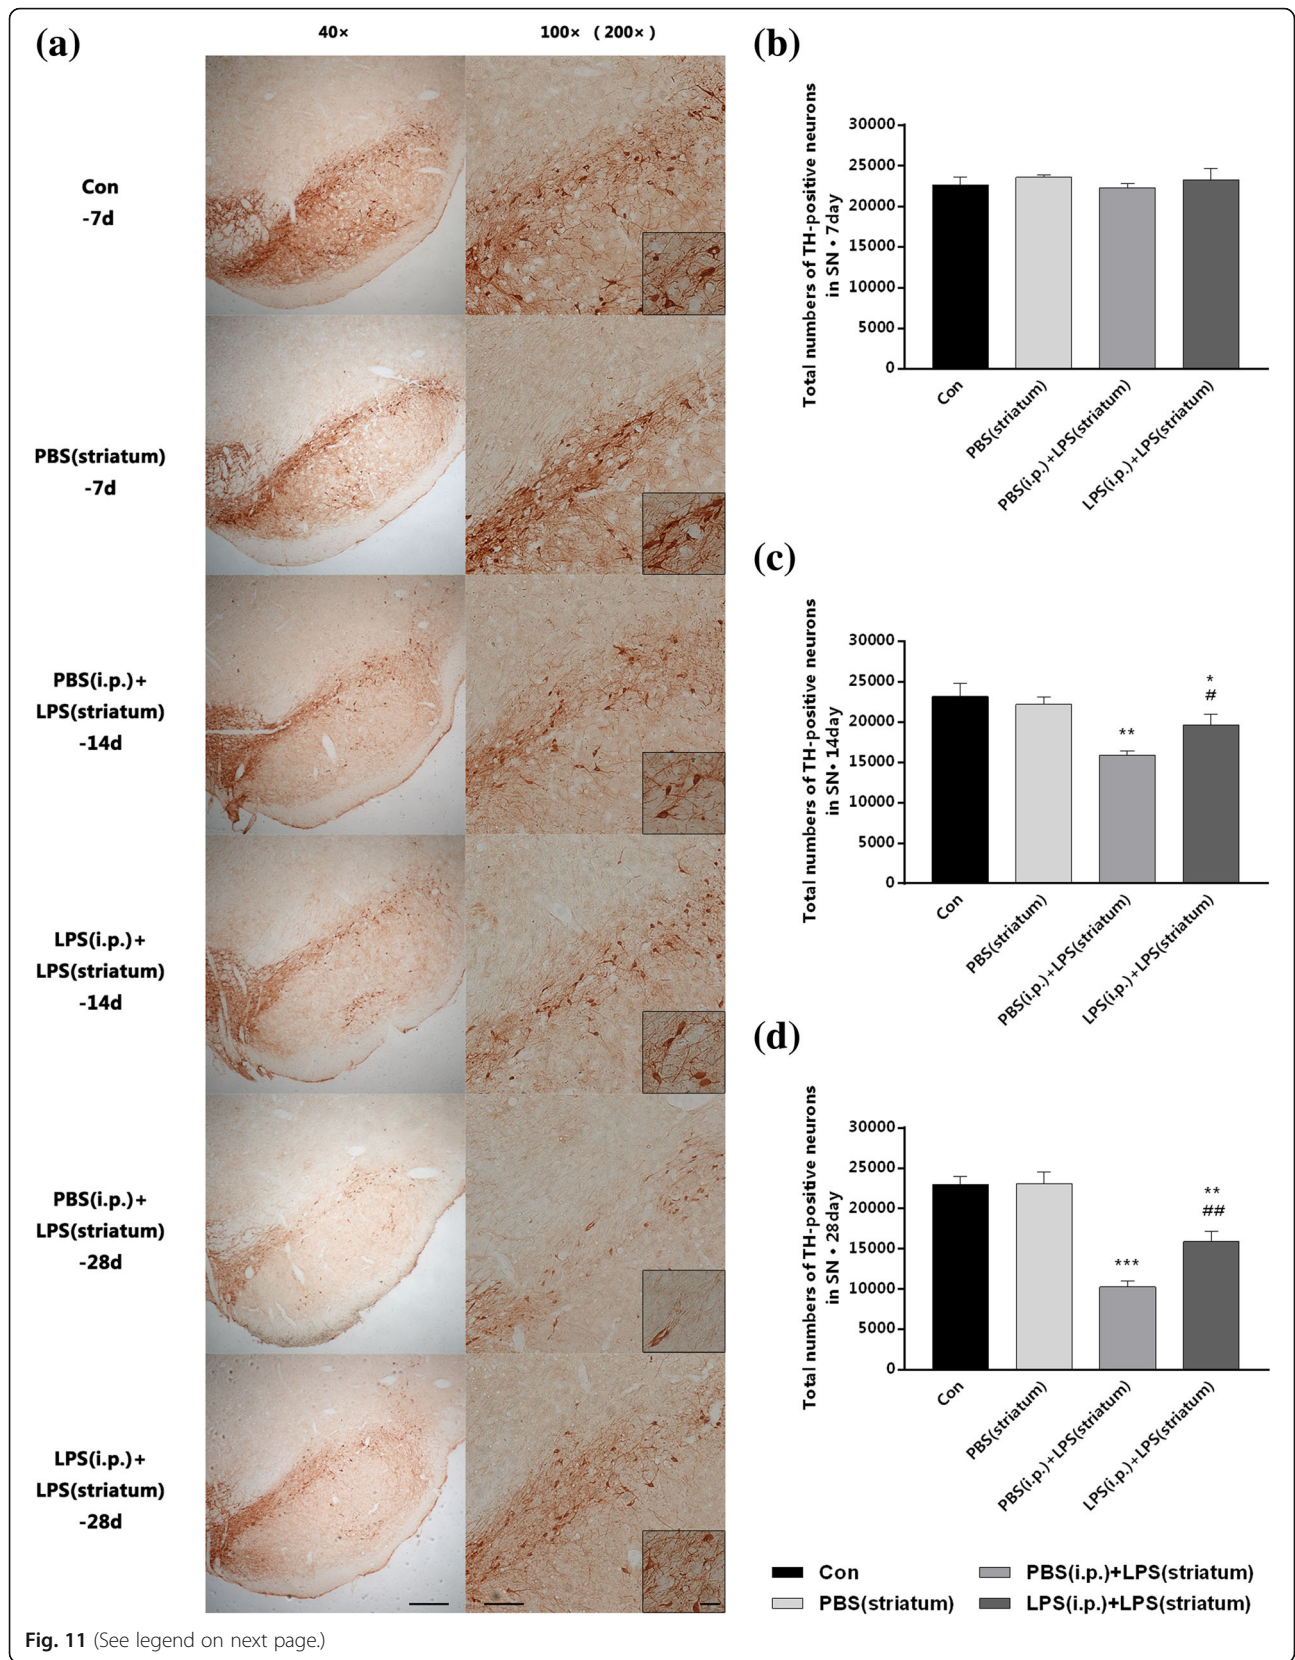 (a)
40×
100× (200×)
Con
-7d
PBS(striatum)
-7d
PBS(i.p.)+
LPS(striatum)
-14d
LPS(i.p.)+
LPS(striatum)
-14d
PBS(i.p.)+
LPS(striatum)
-28d
LPS(i.p.)+
LPS(striatum)
-28d
(b)
Total numbers of TH-positive neurons
in SN • 7day
30000
25000
20000
15000
10000
5000
0
Con
PBS(striatum)
PBS(i.p.)+LPS(striatum)
LPS(i.p.)+LPS(striatum)
(c)
Total numbers of TH-positive neurons
in SN• 14day
30000
25000
20000
15000
10000
5000
0
**
*
#
Con
PBS(striatum)
PBS(i.p.)+LPS(striatum)
LPS(i.p.)+LPS(striatum)
(d)
Total numbers of TH-positive neurons
in SN • 28day
30000
25000
20000
15000
10000
5000
0
***
**
##
Con
PBS(striatum)
PBS(i.p.)+LPS(striatum)
LPS(i.p.)+LPS(striatum)
Con
PBS(striatum)
PBS(i.p.)+LPS(striatum)
LPS(i.p.)+LPS(striatum)
Fig. 11 (See legend on next page.)